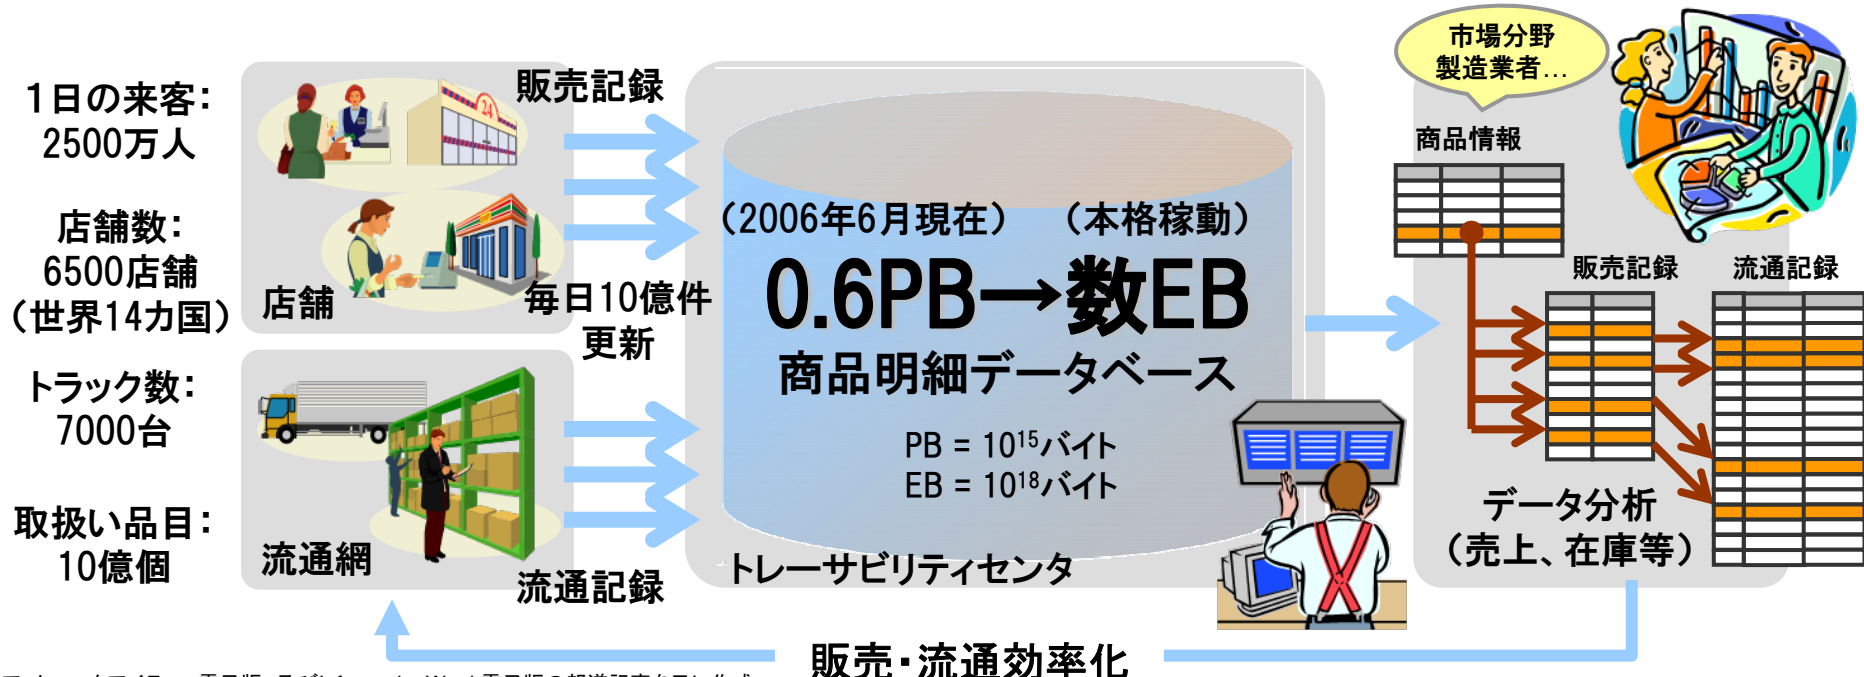 1日の来客：
2500万人
店舗数：
6500店舗
（世界14カ国）
トラック数：
7000台
取扱い品目：
10億個
24
店舗
流通網
販売記録
毎日10億件
更新
流通記録
（2006年6月現在）
（本格稼動）
0.6PB→数EB
商品明細データベース
PB = 10¹⁵バイト
EB = 10¹⁸バイト
トレーサビリティセンタ
市場分野
製造業者…
商品情報
販売記録
流通記録
データ分析
（売上、在庫等）
販売・流通効率化